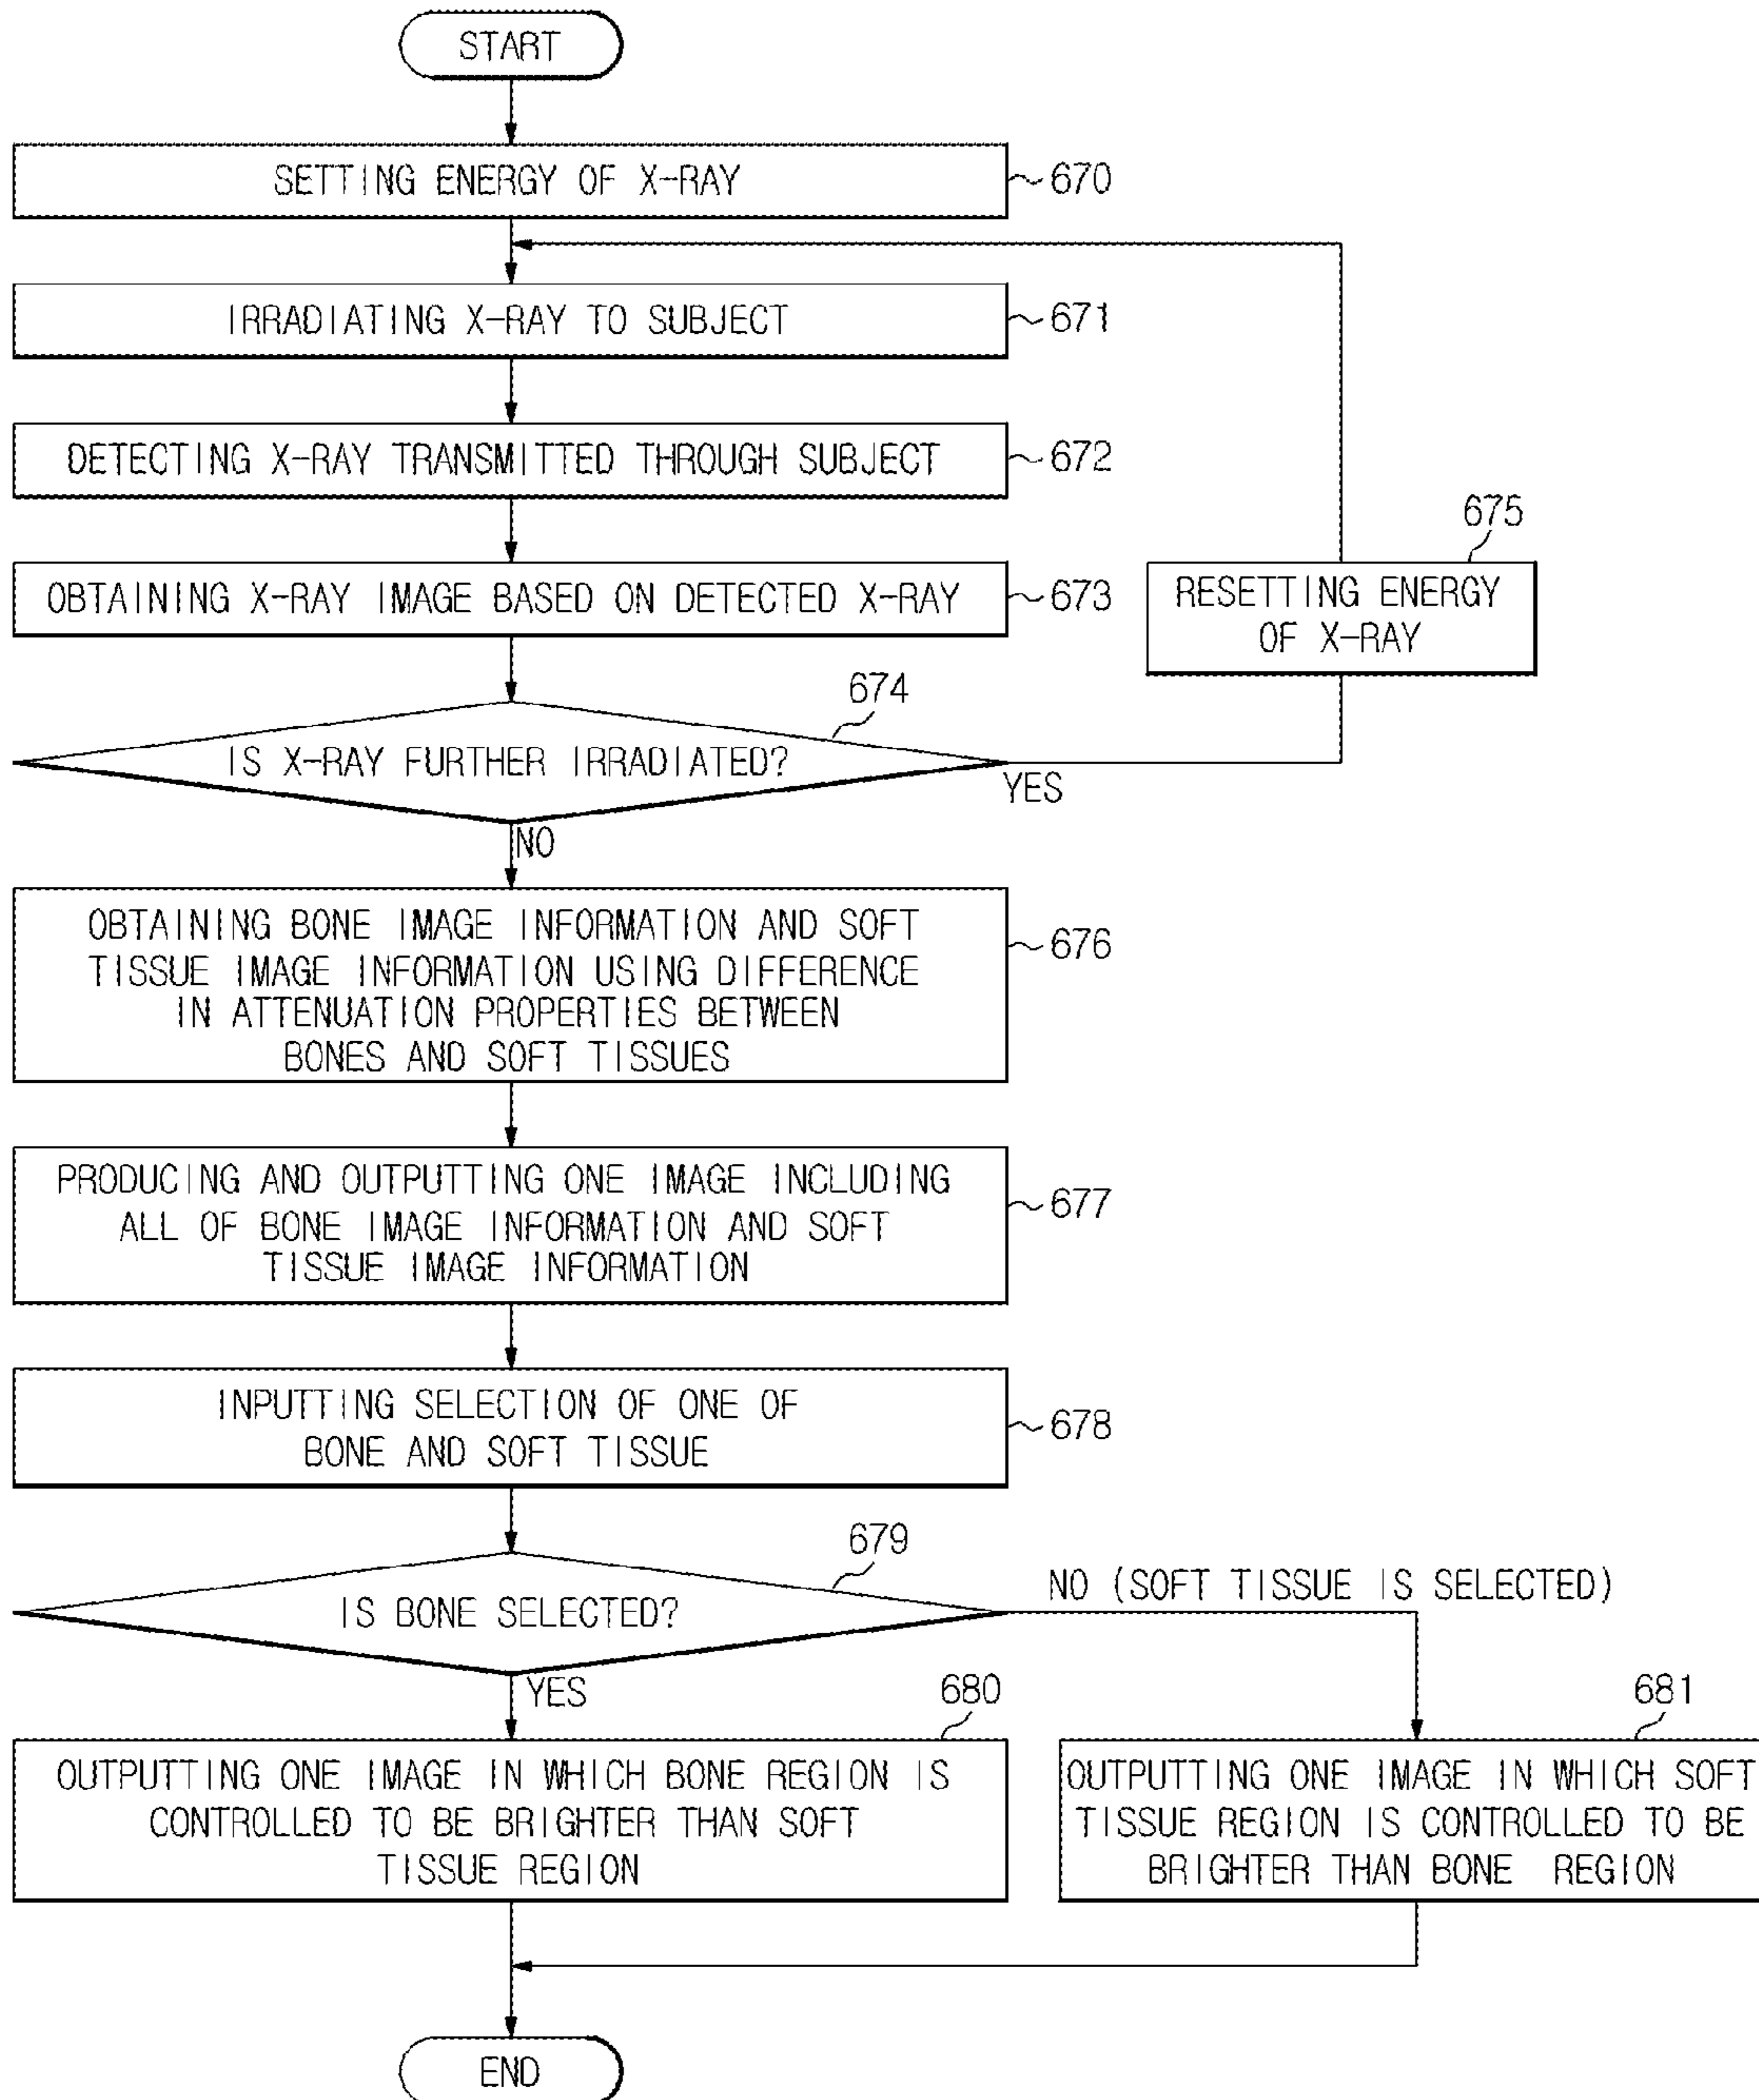 START
SETTING ENERGY OF X-RAY
670
IRRADIATING X-RAY TO SUBJECT
671
DETECTING X-RAY TRANSMITTED THROUGH SUBJECT
672
675
OBTAINING X-RAY IMAGE BASED ON DETECTED X-RAY
673
RESETTING ENERGY
OF X-RAY
674
IS X-RAY FURTHER IRRADIATED?
YES
NO
OBTAINING BONE IMAGE INFORMATION AND SOFT
TISSUE IMAGE INFORMATION USING DIFFERENCE
IN ATTENUATION PROPERTIES BETWEEN
BONES AND SOFT TISSUES
676
PRODUCING AND OUTPUTTING ONE IMAGE INCLUDING
ALL OF BONE IMAGE INFORMATION AND SOFT
TISSUE IMAGE INFORMATION
677
INPUTTING SELECTION OF ONE OF
BONE AND SOFT TISSUE
678
679
IS BONE SELECTED?
NO (SOFT TISSUE IS SELECTED)
YES
680
OUTPUTTING ONE IMAGE IN WHICH BONE REGION IS
CONTROLLED TO BE BRIGHTER THAN SOFT
TISSUE REGION
681
OUTPUTTING ONE IMAGE IN WHICH SOFT
TISSUE REGION IS CONTROLLED TO BE
BRIGHTER THAN BONE REGION
END